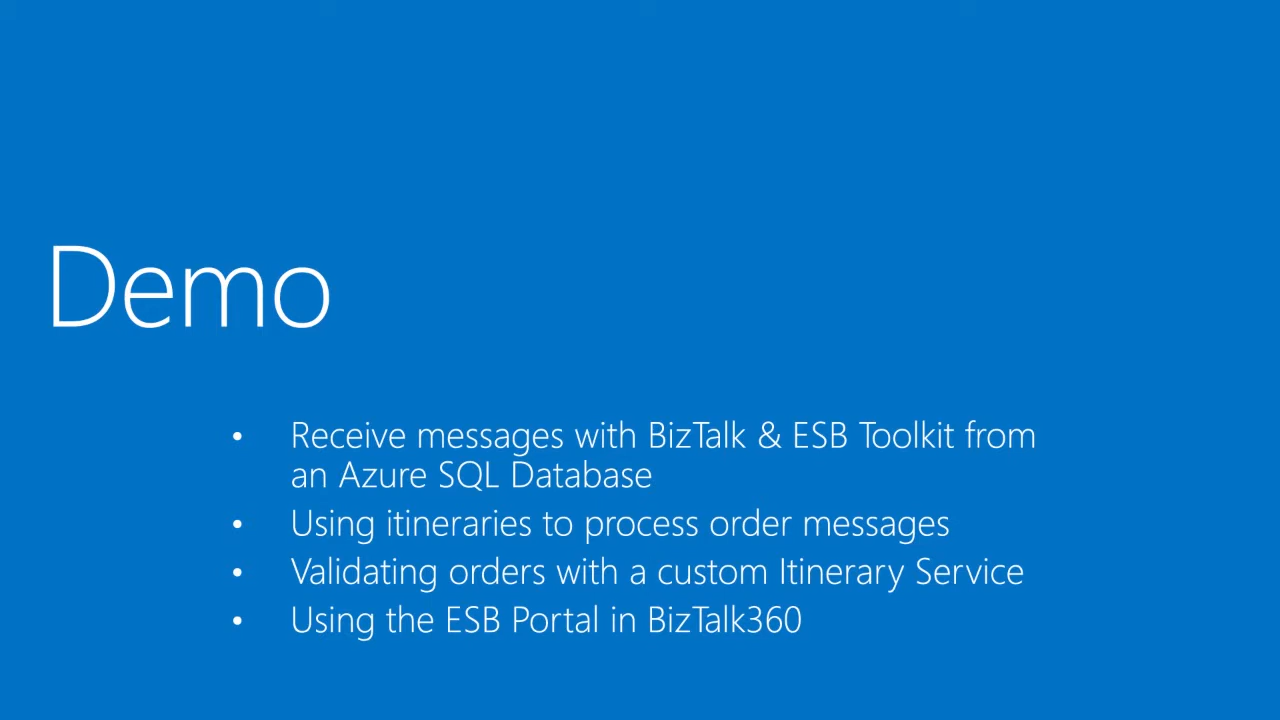 Demo
• Receive messages with BizTalk & ESB Toolkit from
an Azure SQL Database
• Using itineraries to process order messages
• Validating orders with a custom Itinerary Service
• Using the ESB Portal in BizTalk360